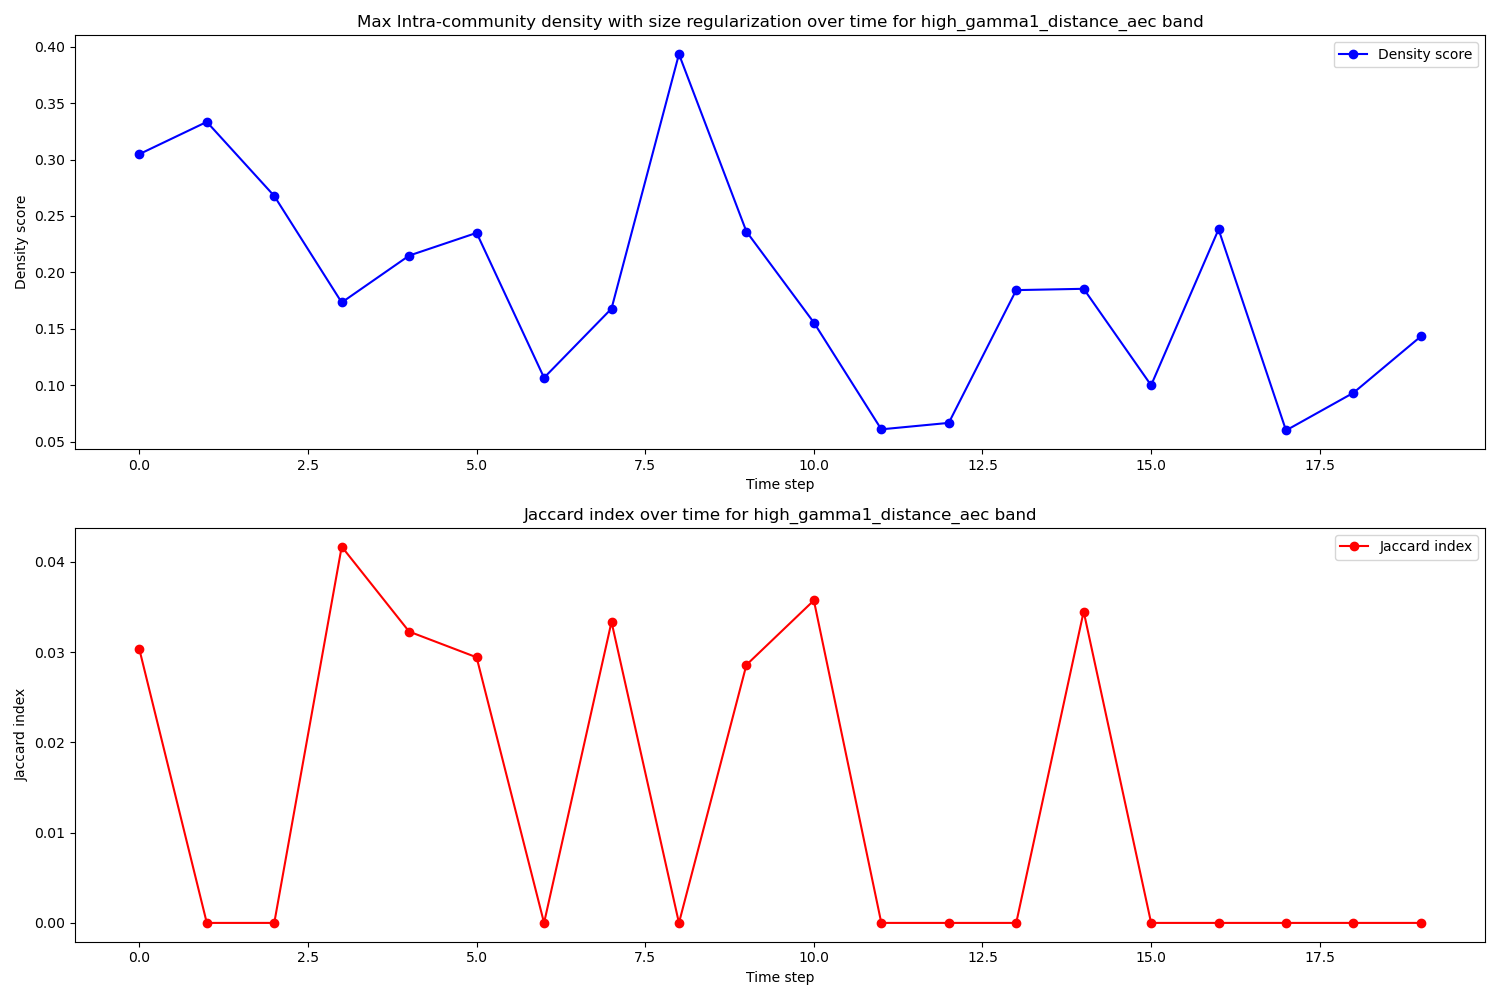 Max Intra-community density with size regularization over time for high_gamma1_distance_aec band
Density score
0.40
0.35
0.30
0.25
0.20
0.15
0.10
0.05
Density score
0.0 2.5 5.0 7.5 10.0 12.5 15.0 17.5
Time step
Jaccard index over time for high_gamma1_distance_aec band
Jaccard index
0.04
0.03
0.02
0.01
0.00
Jaccard index
0.0 2.5 5.0 7.5 10.0 12.5 15.0 17.5
Time step